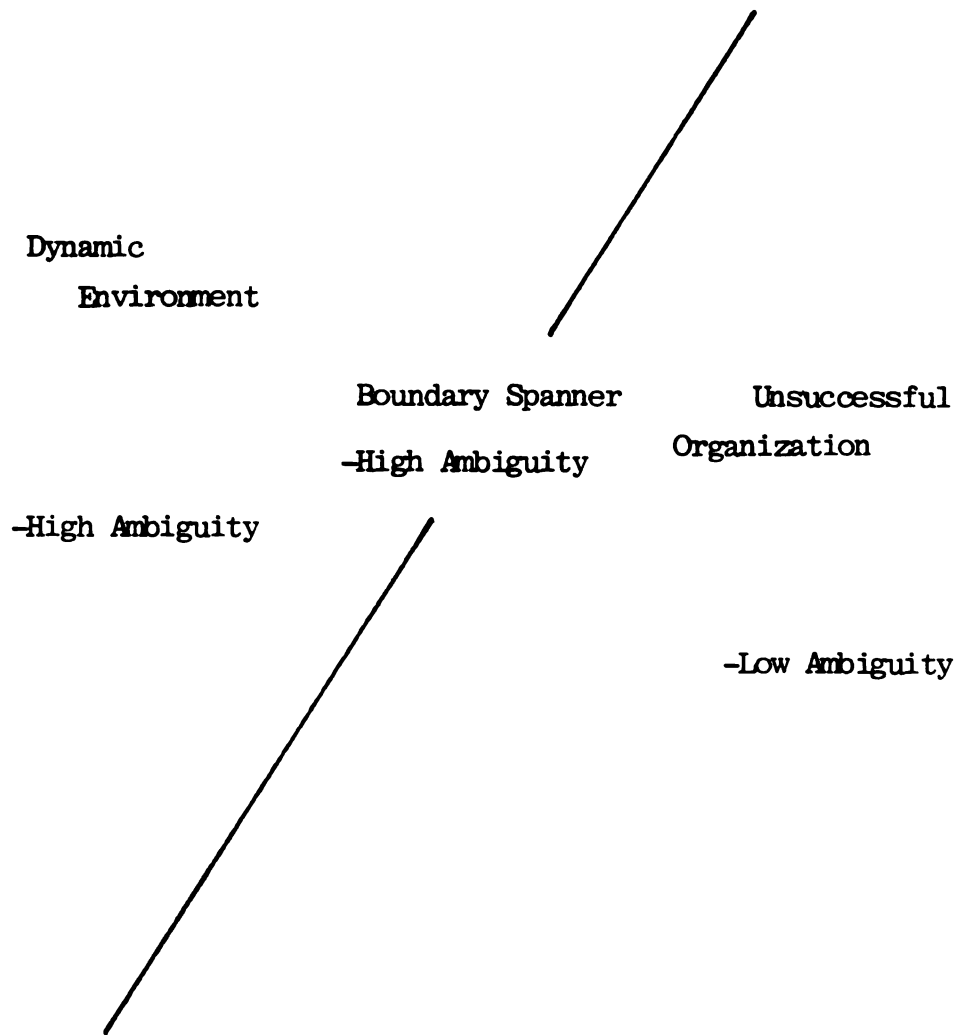 Dynamic
Environment
Boundary Spanner
-High Ambiguity
Unsuccessful
Organization
-High Ambiguity
-Low Ambiguity